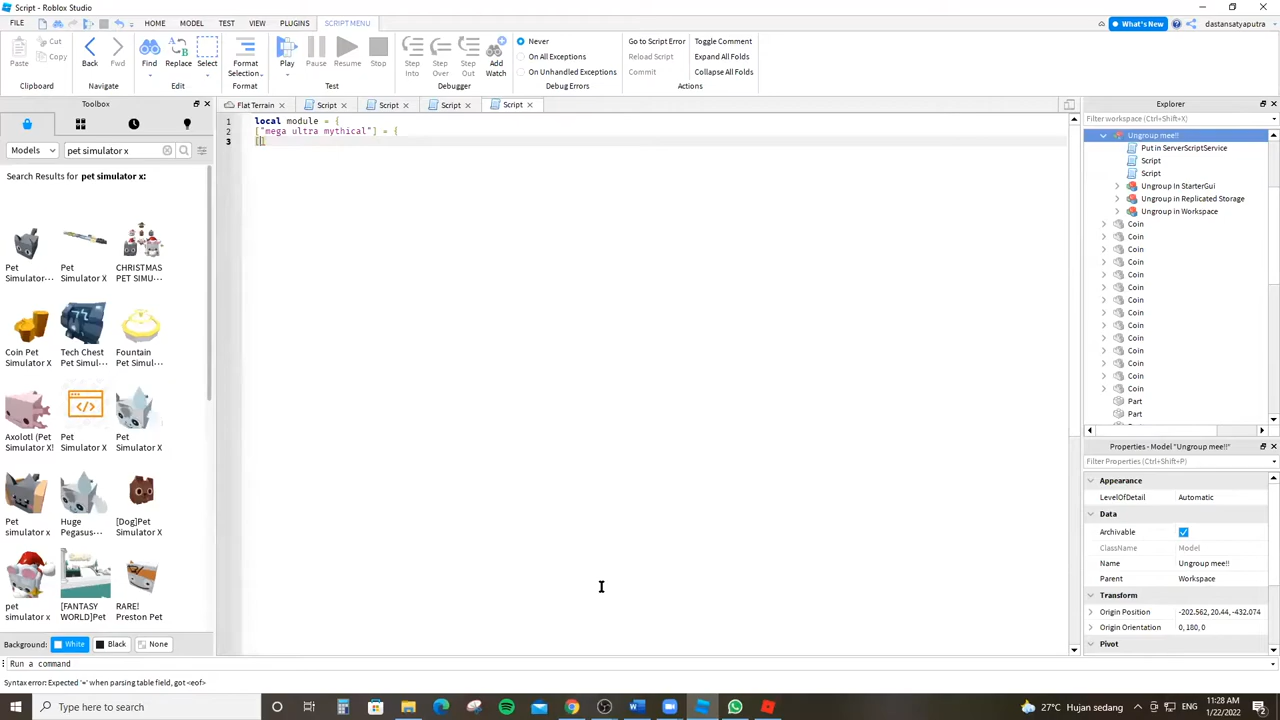 Script - Roblox Studio
FILE HOME MODEL TEST VIEW PLUGINS SCRIPT MENU What's New dastansatyaputra
Paste Cut Copy Back Fwd Find Replace Select Format Selection Play Pause Resume Stop Step Into Step Over Step Out Add Watch
Never Go to Script Error Toggle Comment
On All Exceptions Reload Script Expand All Folds
On Unhandled Exceptions Commit Collapse All Folds
Clipboard Navigate Edit Format Test Debugger Debug Errors Actions
Toolbox
Flat Terrain Script Script Script Script
Explorer
Models pet simulator x
Search Results for pet simulator x:
Pet Simulator···
Pet Simulator X
CHRISTMAS PET SIMU···
Coin Pet Simulator X
Tech Chest Pet Simul···
Fountain Pet Simul···
Axolotl (Pet Simulator X!
Pet Simulator X
Pet Simulator X
Pet simulator x
Huge Pegasus···
[Dog]Pet Simulator X
pet simulator x
[FANTASY WORLD]Pet
RARE! Preston Pet
Background: White Black None
1 local module = {
2 ["mega ultra mythical"] = {
3 []
Filter workspace (Ctrl+Shift+X)
Ungroup mee!!
Put in ServerScriptService
Script
Script
Ungroup In StarterGui
Ungroup in Replicated Storage
Ungroup in Workspace
Coin
Coin
Coin
Coin
Coin
Coin
Coin
Coin
Coin
Coin
Coin
Coin
Coin
Coin
Part
Part
Properties - Model "Ungroup mee!!"
Filter Properties (Ctrl+Shift+P)
Appearance
LevelOfDetail Automatic
Data
Archivable
ClassName Model
Name Ungroup mee!!
Parent Workspace
Transform
Origin Position -202.562, 20.44, -432.074
Origin Orientation 0, 180, 0
Pivot
Run a command
Syntax error: Expected '=' when parsing table field, got <eof>
Type here to search
27°C Hujan sedang
11:28 AM
1/22/2022